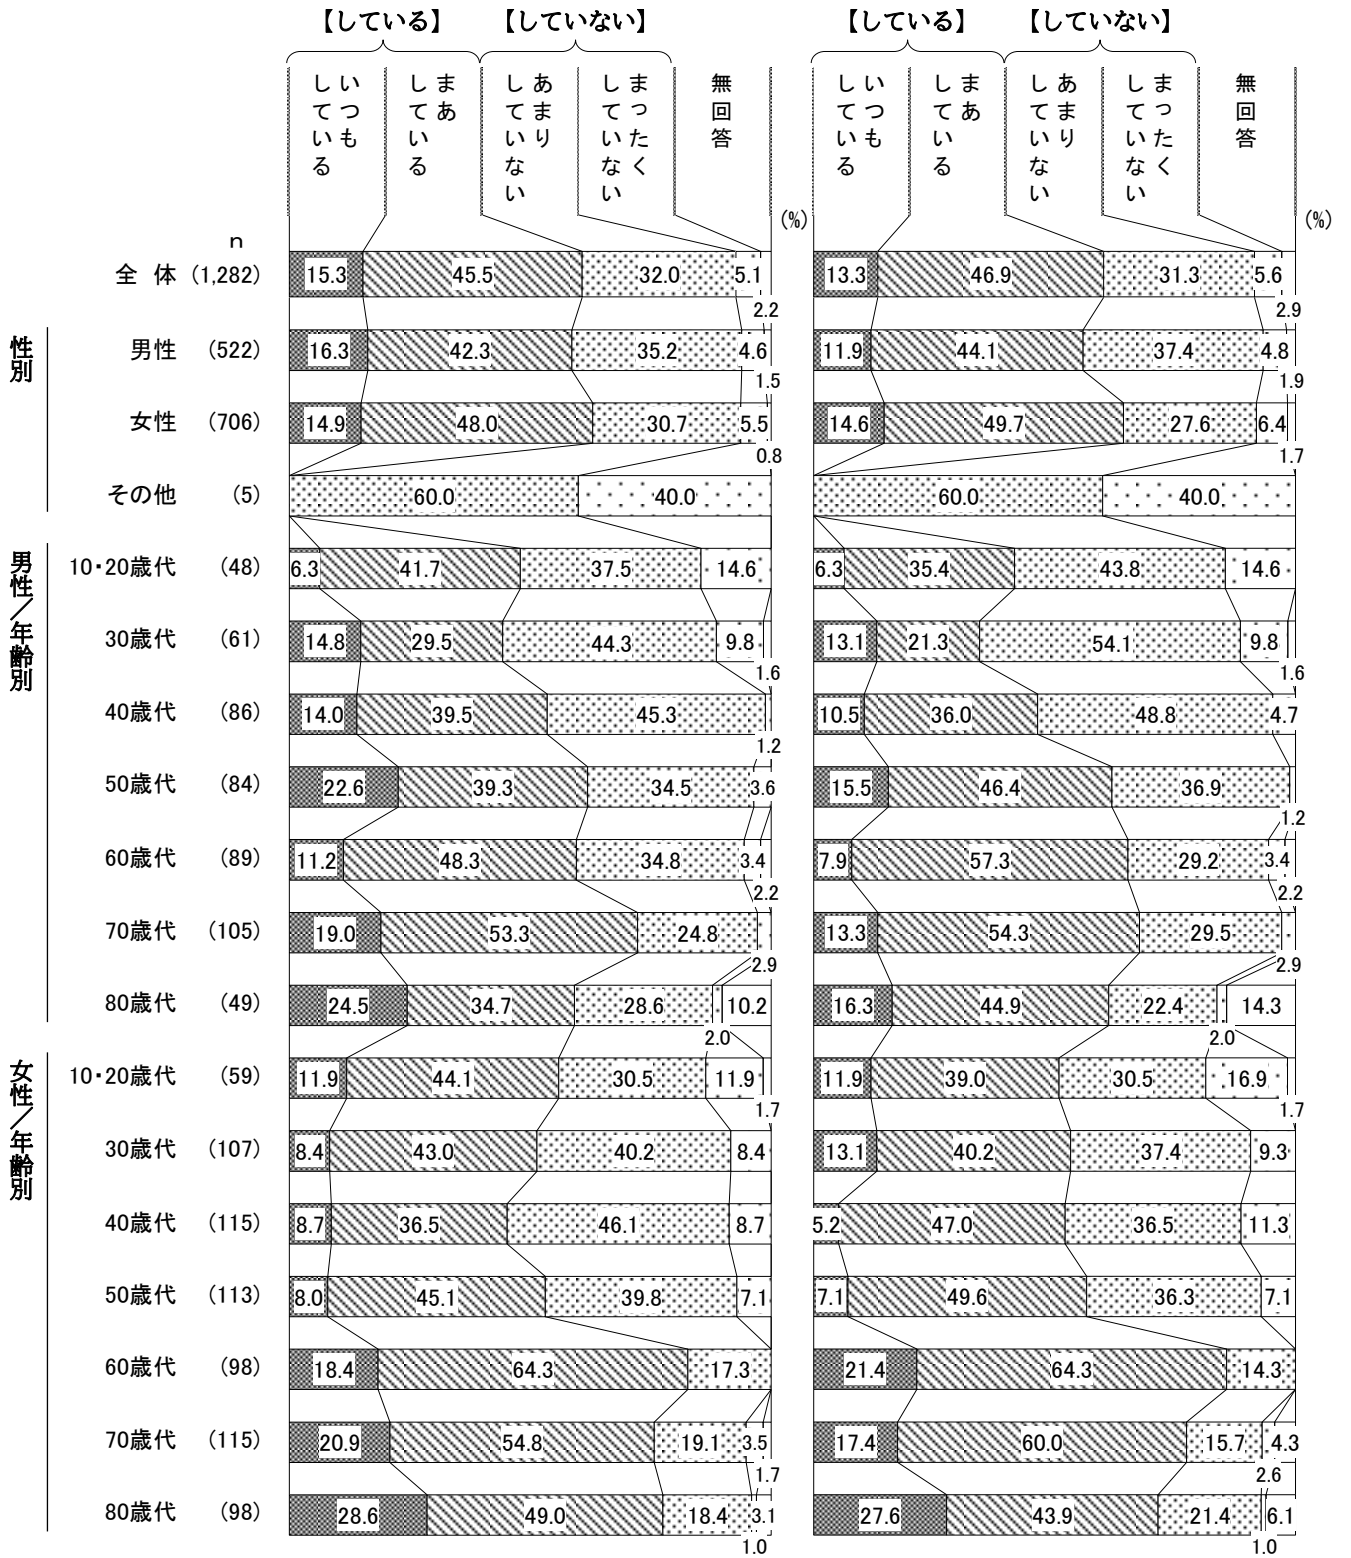 【している】 【していない】 【している】 【していない】
いつもしている まあしている あまりしていない まったくしていない 無回答 いつもしている まあしている あまりしていない まったくしていない 無回答
(%) (%)
n
全 体 (1,282) 15.3 45.5 32.0 5.1 2.2 13.3 46.9 31.3 5.6 2.9
性別
男性 (522) 16.3 42.3 35.2 4.6 1.5 11.9 44.1 37.4 4.8 1.9
女性 (706) 14.9 48.0 30.7 5.5 0.8 14.6 49.7 27.6 6.4 1.7
その他 (5) 60.0 40.0 60.0 40.0
男性/年齢別
10・20歳代 (48) 6.3 41.7 37.5 14.6 6.3 35.4 43.8 14.6
30歳代 (61) 14.8 29.5 44.3 9.8 1.6 13.1 21.3 54.1 9.8 1.6
40歳代 (86) 14.0 39.5 45.3 1.2 10.5 36.0 48.8 4.7
50歳代 (84) 22.6 39.3 34.5 3.6 15.5 46.4 36.9 1.2
60歳代 (89) 11.2 48.3 34.8 3.4 2.2 7.9 57.3 29.2 3.4 2.2
70歳代 (105) 19.0 53.3 24.8 2.9 13.3 54.3 29.5 2.9
80歳代 (49) 24.5 34.7 28.6 2.0 10.2 16.3 44.9 22.4 2.0 14.3
女性/年齢別
10・20歳代 (59) 11.9 44.1 30.5 11.9 1.7 11.9 39.0 30.5 16.9 1.7
30歳代 (107) 8.4 43.0 40.2 8.4 13.1 40.2 37.4 9.3
40歳代 (115) 8.7 36.5 46.1 8.7 5.2 47.0 36.5 11.3
50歳代 (113) 8.0 45.1 39.8 7.1 7.1 49.6 36.3 7.1
60歳代 (98) 18.4 64.3 17.3 21.4 64.3 14.3
70歳代 (115) 20.9 54.8 19.1 3.5 1.7 17.4 60.0 15.7 2.6 4.3
80歳代 (98) 28.6 49.0 18.4 1.0 3.1 27.6 43.9 21.4 1.0 6.1